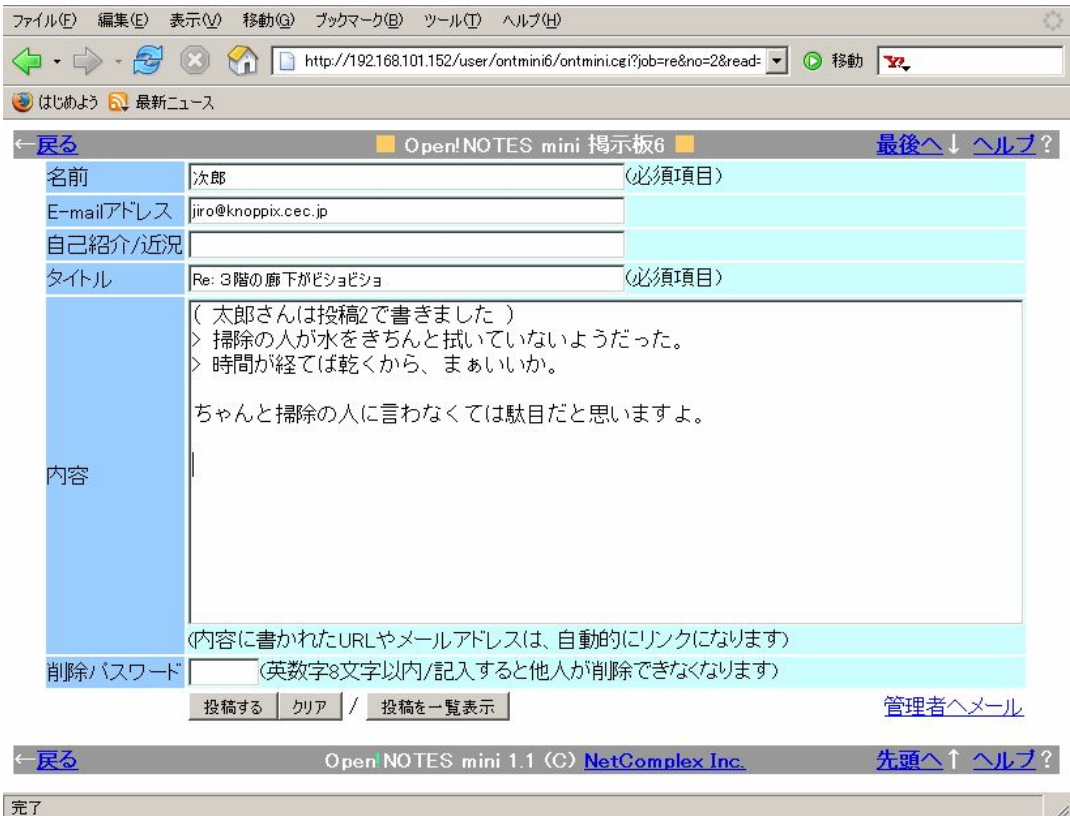 ファイル(F) 編集(E) 表示(V) 移動(G) ブックマーク(B) ツール(T) ヘルプ(H)
http://192.168.101.152/user/ontmini6/ontmini.cgi?job=re&no=2&read= 移動
はじめよう 最新ニュース
←戻る Open!NOTES mini 掲示板6 最後へ↓ ヘルプ?
名前 次郎 (必須項目)
E-mailアドレス jiro@knoppix.cec.jp
自己紹介/近況
タイトル Re: 3階の廊下がビショビショ (必須項目)
( 太郎さんは投稿2で書きました )
> 掃除の人が水をきちんと拭いていないようだった。
> 時間が経てば乾くから、まぁいいか。
ちゃんと掃除の人に言わなくては駄目だと思いますよ。
内容
(内容に書かれたURLやメールアドレスは、自動的にリンクになります)
削除パスワード (英数字8文字以内/記入すると他人が削除できなくなります)
投稿する クリア / 投稿を一覧表示 管理者へメール
←戻る Open!NOTES mini 1.1 (C) NetComplex Inc. 先頭へ↑ ヘルプ?
完了